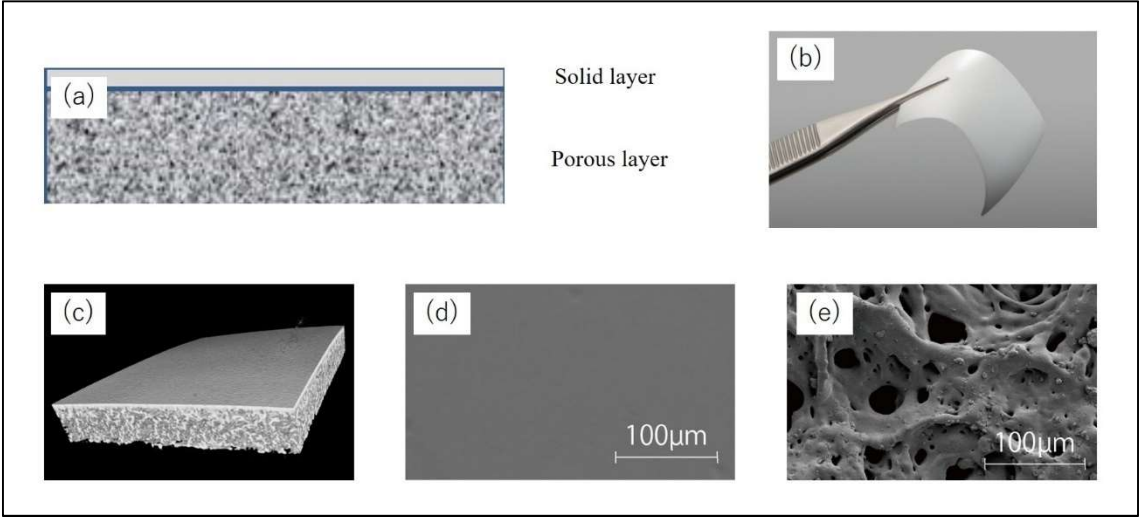 (a)
Solid layer
Porous layer
(b)
(c)
(d)
100μm
(e)
100μm